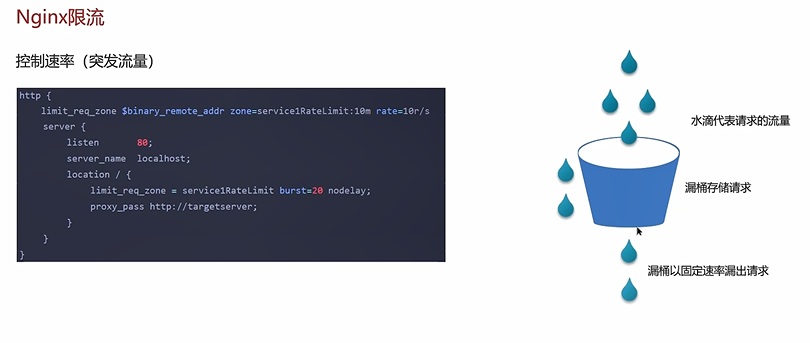 Nginx限流
控制速率（突发流量）
http {
limit_req_zone $binary_remote_addr zone=service1RateLimit:10m rate=10r/s
server {
listen 80;
server_name localhost;
location / {
limit_req_zone = service1RateLimit burst=20 nodelay;
proxy_pass http://targetserver;
}
}
}
水滴代表请求的流量
漏桶存储请求
漏桶以固定速率漏出请求